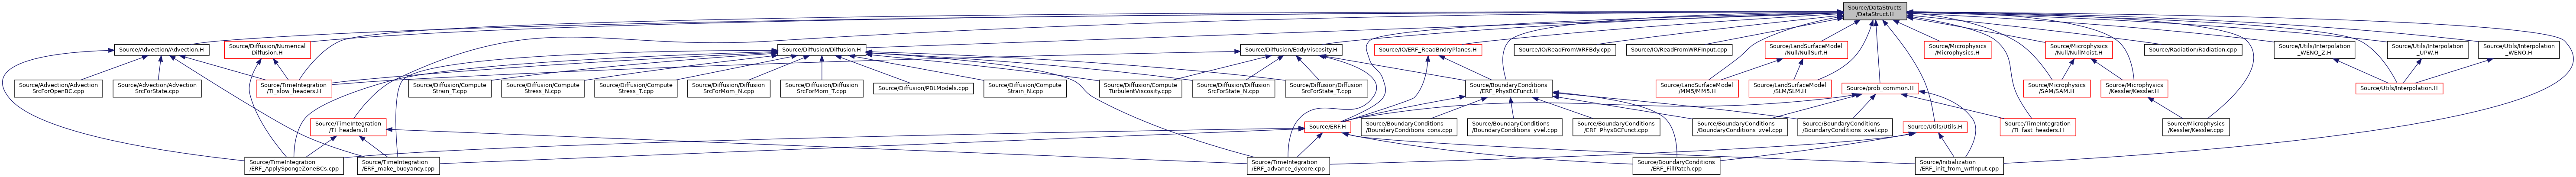 Source/DataStructs
/DataStruct.H
Source/Advection/Advection.H
Source/Diffusion/Numerical
Diffusion.H
Source/Diffusion/Diffusion.H
Source/Diffusion/EddyViscosity.H
Source/IO/ERF_ReadBndryPlanes.H
Source/IO/ReadFromWRFBdy.cpp
Source/IO/ReadFromWRFInput.cpp
Source/LandSurfaceModel
/Null/NullSurf.H
Source/Microphysics
/Microphysics.H
Source/Microphysics
/Null/NullMoist.H
Source/Radiation/Radiation.cpp
Source/Utils/Interpolation
_WENO_Z.H
Source/Utils/Interpolation
_UPW.H
Source/Utils/Interpolation
_WENO.H
Source/Advection/Advection
SrcForOpenBC.cpp
Source/Advection/Advection
SrcForState.cpp
Source/TimeIntegration
/TI_slow_headers.H
Source/Diffusion/Compute
Strain_T.cpp
Source/Diffusion/Compute
Stress_N.cpp
Source/Diffusion/Compute
Stress_T.cpp
Source/Diffusion/Diffusion
SrcForMom_N.cpp
Source/Diffusion/Diffusion
SrcForMom_T.cpp
Source/Diffusion/PBLModels.cpp
Source/Diffusion/Compute
Strain_N.cpp
Source/Diffusion/Compute
TurbulentViscosity.cpp
Source/Diffusion/Diffusion
SrcForState_N.cpp
Source/Diffusion/Diffusion
SrcForState_T.cpp
Source/BoundaryConditions
/ERF_PhysBCFunct.H
Source/LandSurfaceModel
/MM5/MM5.H
Source/LandSurfaceModel
/SLM/SLM.H
Source/prob_common.H
Source/Microphysics
/SAM/SAM.H
Source/Microphysics
/Kessler/Kessler.H
Source/Utils/Interpolation.H
Source/TimeIntegration
/TI_headers.H
Source/ERF.H
Source/BoundaryConditions
/BoundaryConditions_cons.cpp
Source/BoundaryConditions
/BoundaryConditions_yvel.cpp
Source/BoundaryConditions
/ERF_PhysBCFunct.cpp
Source/BoundaryConditions
/BoundaryConditions_zvel.cpp
Source/BoundaryConditions
/BoundaryConditions_xvel.cpp
Source/Utils/Utils.H
Source/TimeIntegration
/TI_fast_headers.H
Source/Microphysics
/Kessler/Kessler.cpp
Source/TimeIntegration
/ERF_ApplySpongeZoneBCs.cpp
Source/TimeIntegration
/ERF_make_buoyancy.cpp
Source/TimeIntegration
/ERF_advance_dycore.cpp
Source/BoundaryConditions
/ERF_FillPatch.cpp
Source/Initialization
/ERF_init_from_wrfinput.cpp